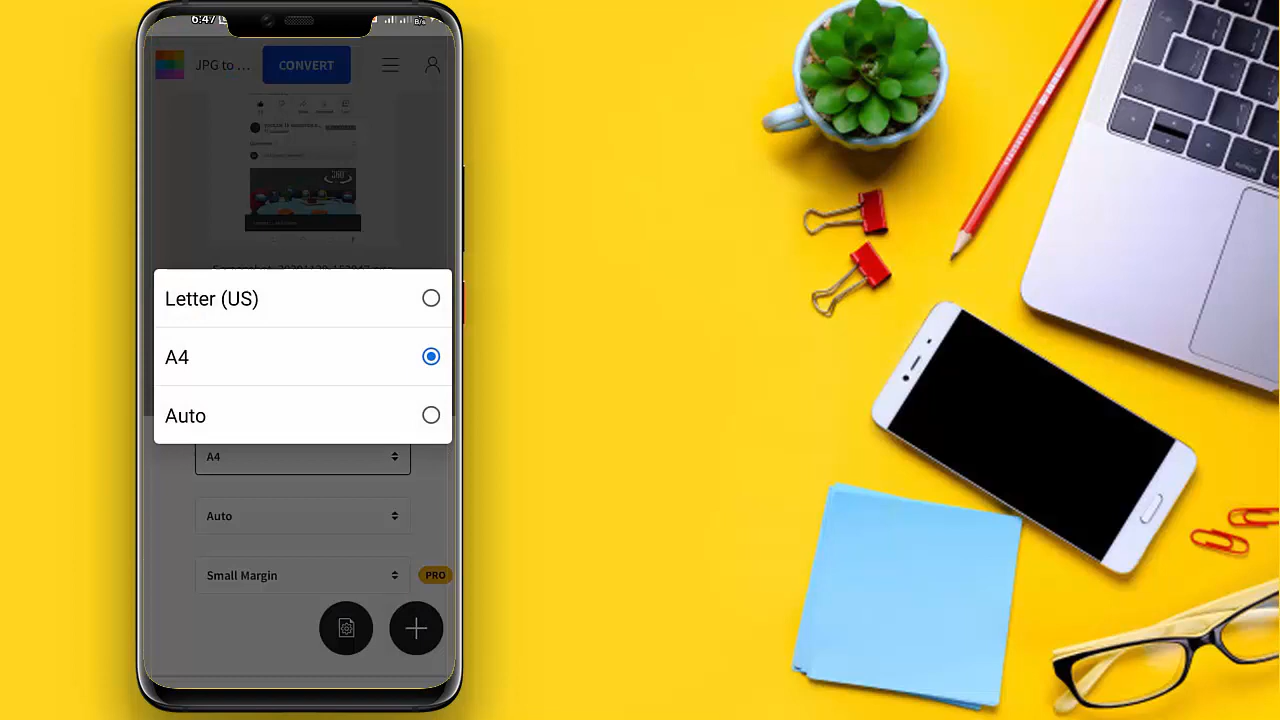 6:47
B/s
JPG to ...
CONVERT
Letter (US)
A4
Auto
A4
Auto
Small Margin
PRO